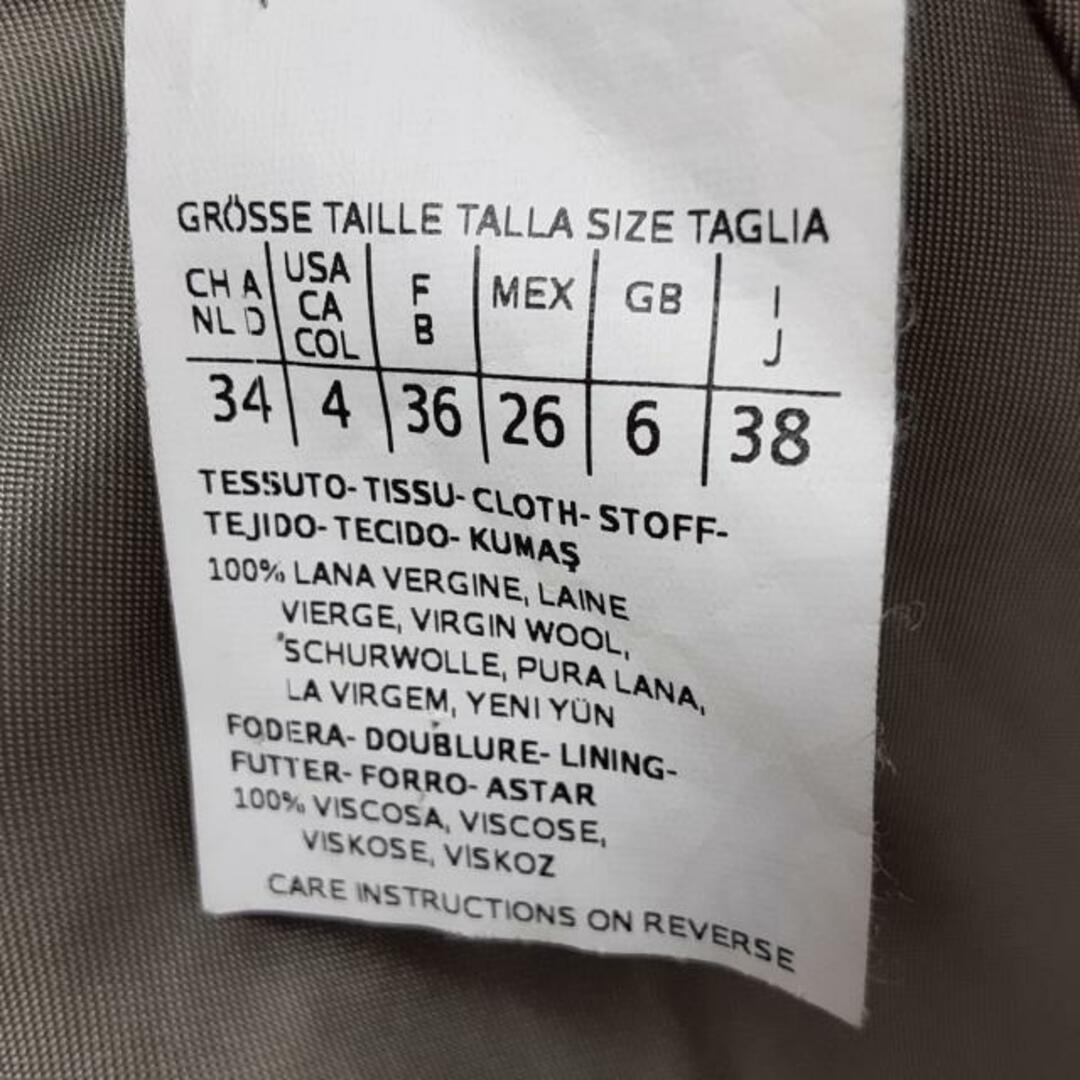 GRÖSSE TAILLE TALLA SIZE TAGLIA
CH A USA F MEX GB I
NL D CA B J
COL
34 4 36 26 6 38
TESSUTO- TISSU- CLOTH- STOFF-
TEJIDO- TECIDO- KUMAŞ
100% LANA VERGINE, LAINE
VIERGE, VIRGIN WOOL,
SCHURWOLLE, PURA LANA,
LA VIRGEM, YENI YÜN
FODERA- DOUBLURE- LINING-
FUTTER- FORRO- ASTAR
100% VISCOSA, VISCOSE,
VISKOSE, VISKOZ
CARE INSTRUCTIONS ON REVERSE